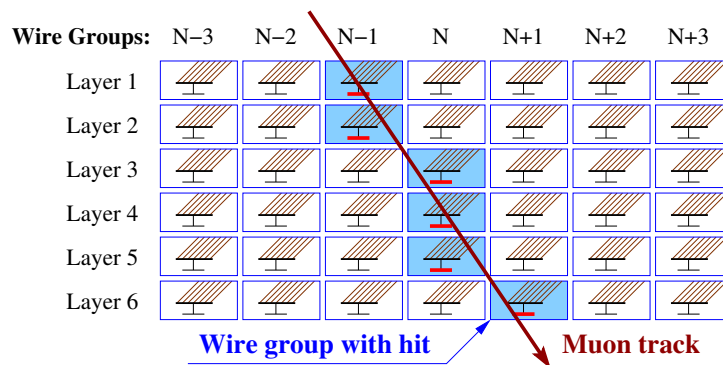 Wire Groups: N−3 N−2 N−1 N N+1 N+2 N+3
Layer 1
Layer 2
Layer 3
Layer 4
Layer 5
Layer 6
Wire group with hit Muon track